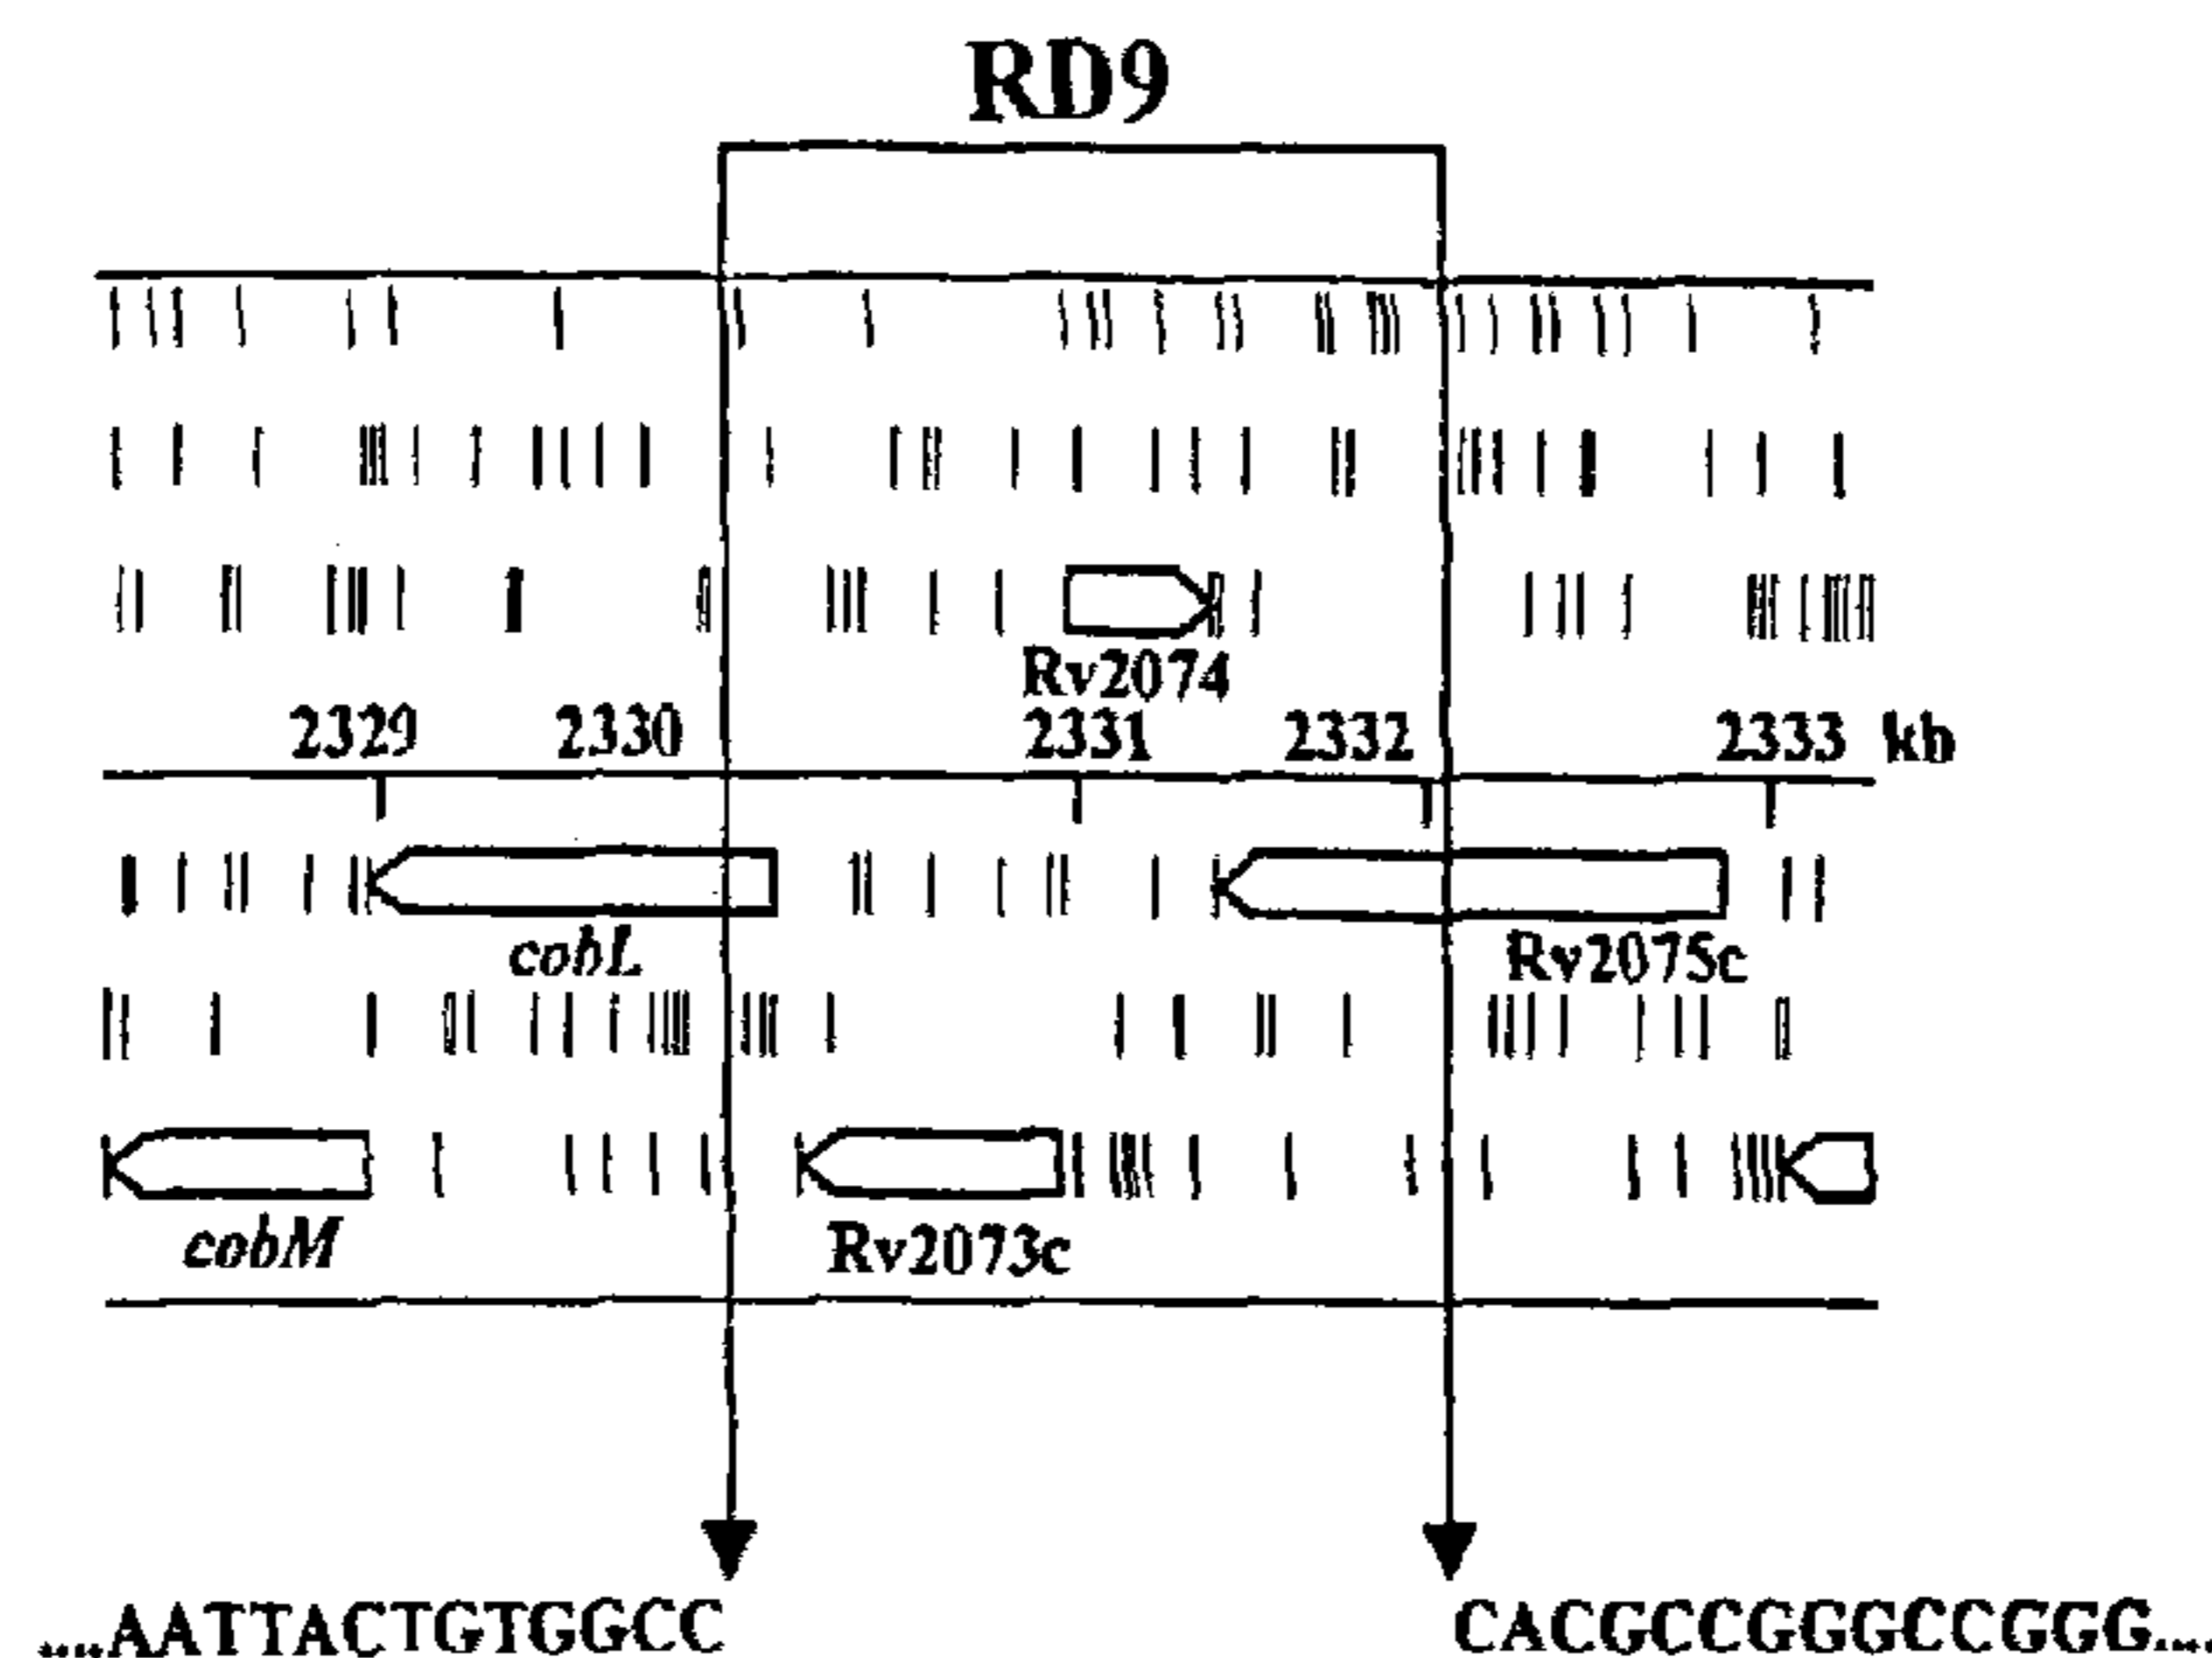 RD9
Rv2074
2329 2330 2331 2332 2333 kb
cobL
Rv2075c
cobM
Rv2073c
....AATTACTGTGGCC CACGCCGGGCCGGG....